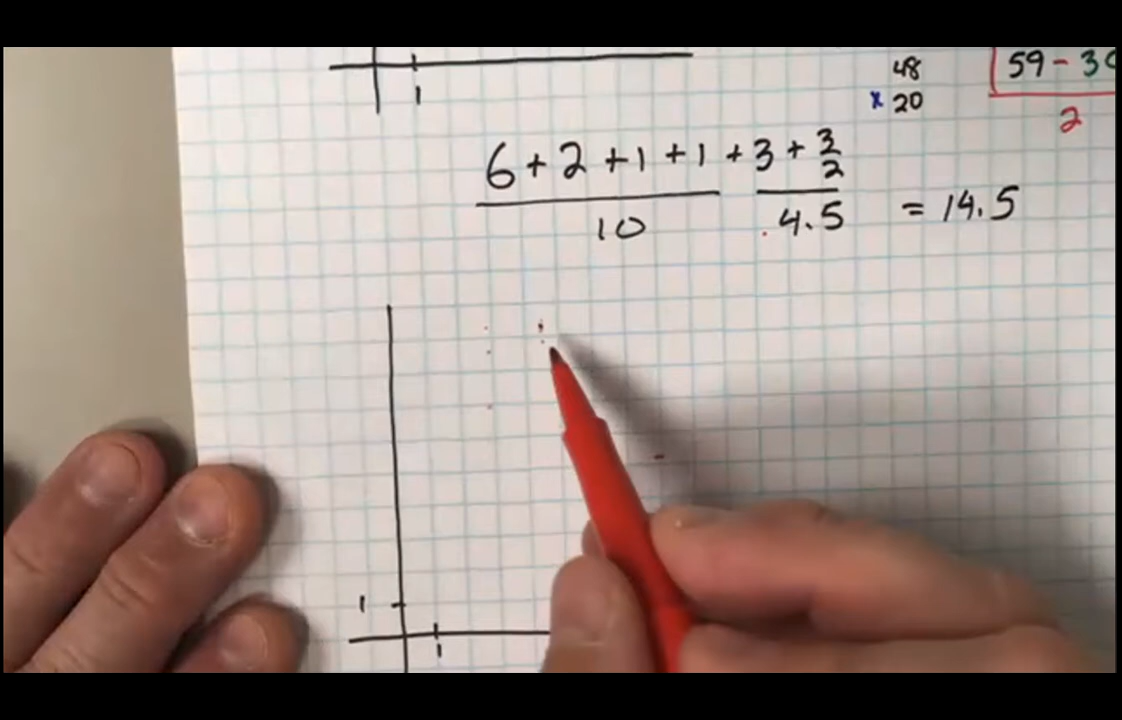 1
48
× 20
59 - 30
2
6 + 2 + 1 + 1 + 3 + 3/2
10 4.5 = 14.5
1
1